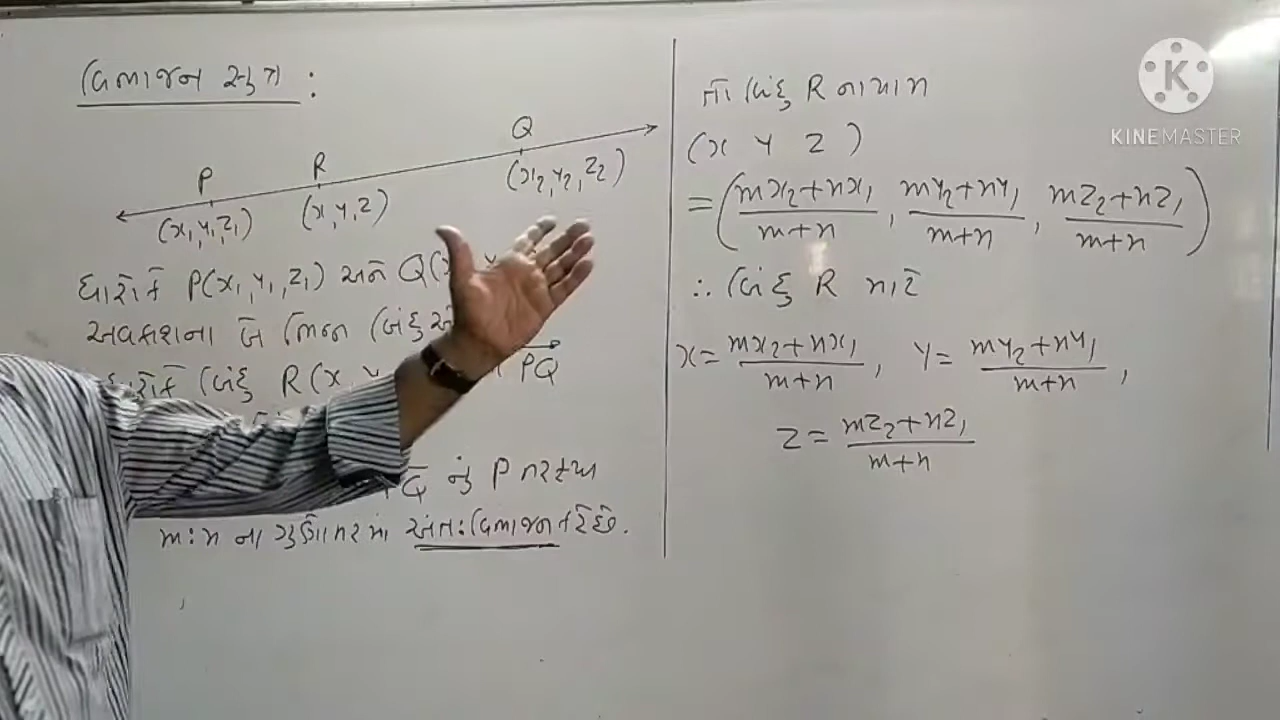 વિભાજન સૂત્ર :
P R Q
(x₁, y₁, z₁) (x, y, z) (x₂, y₂, z₂)
ધારો કે P(x₁, y₁, z₁) અને Q(
અવકાશના બે ભિન્ન બિંદુઓ
ધારો કે બિંદુ R(x, y PQ
નું P તરફથી
m:n ના ગુણોત્તરમાં અંતઃવિભાજન કરે છે.
તો બિંદુ R ના યામ
(x y z)
= ( (mx₂+nx₁)/(m+n), (my₂+ny₁)/(m+n), (mz₂+nz₁)/(m+n) )
∴ બિંદુ R માટે
x = (mx₂+nx₁)/(m+n), y = (my₂+ny₁)/(m+n),
z = (mz₂+nz₁)/(m+n)
K
KINEMASTER